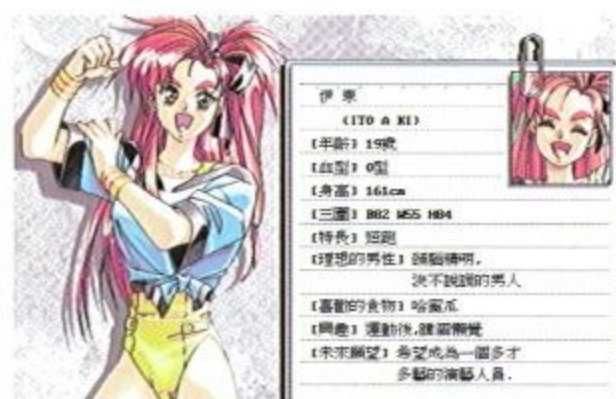 伊東
(ITO A KI)
【年齡】19歲
【血型】O型
【身高】161cm
【三圍】B82 W55 H84
【特長】短跑
【理想的男性】頭腦精明,
決不說謊的男人
【喜歡的食物】哈蜜瓜
【興趣】運動後,睡個懶覺
【未來願望】希望成為一個多才
多藝的演藝人員.